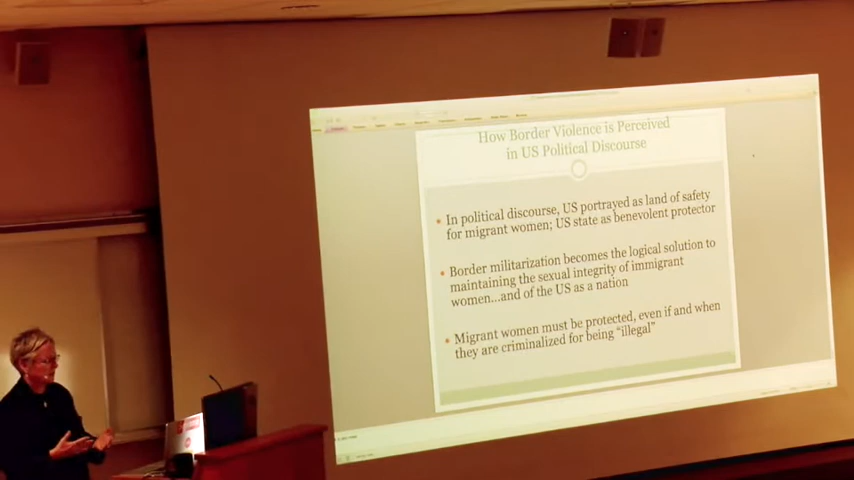 How Border Violence is Perceived
in US Political Discourse
In political discourse, US portrayed as land of safety
for migrant women; US state as benevolent protector
Border militarization becomes the logical solution to
maintaining the sexual integrity of immigrant
women...and of the US as a nation
Migrant women must be protected, even if and when
they are criminalized for being “illegal”